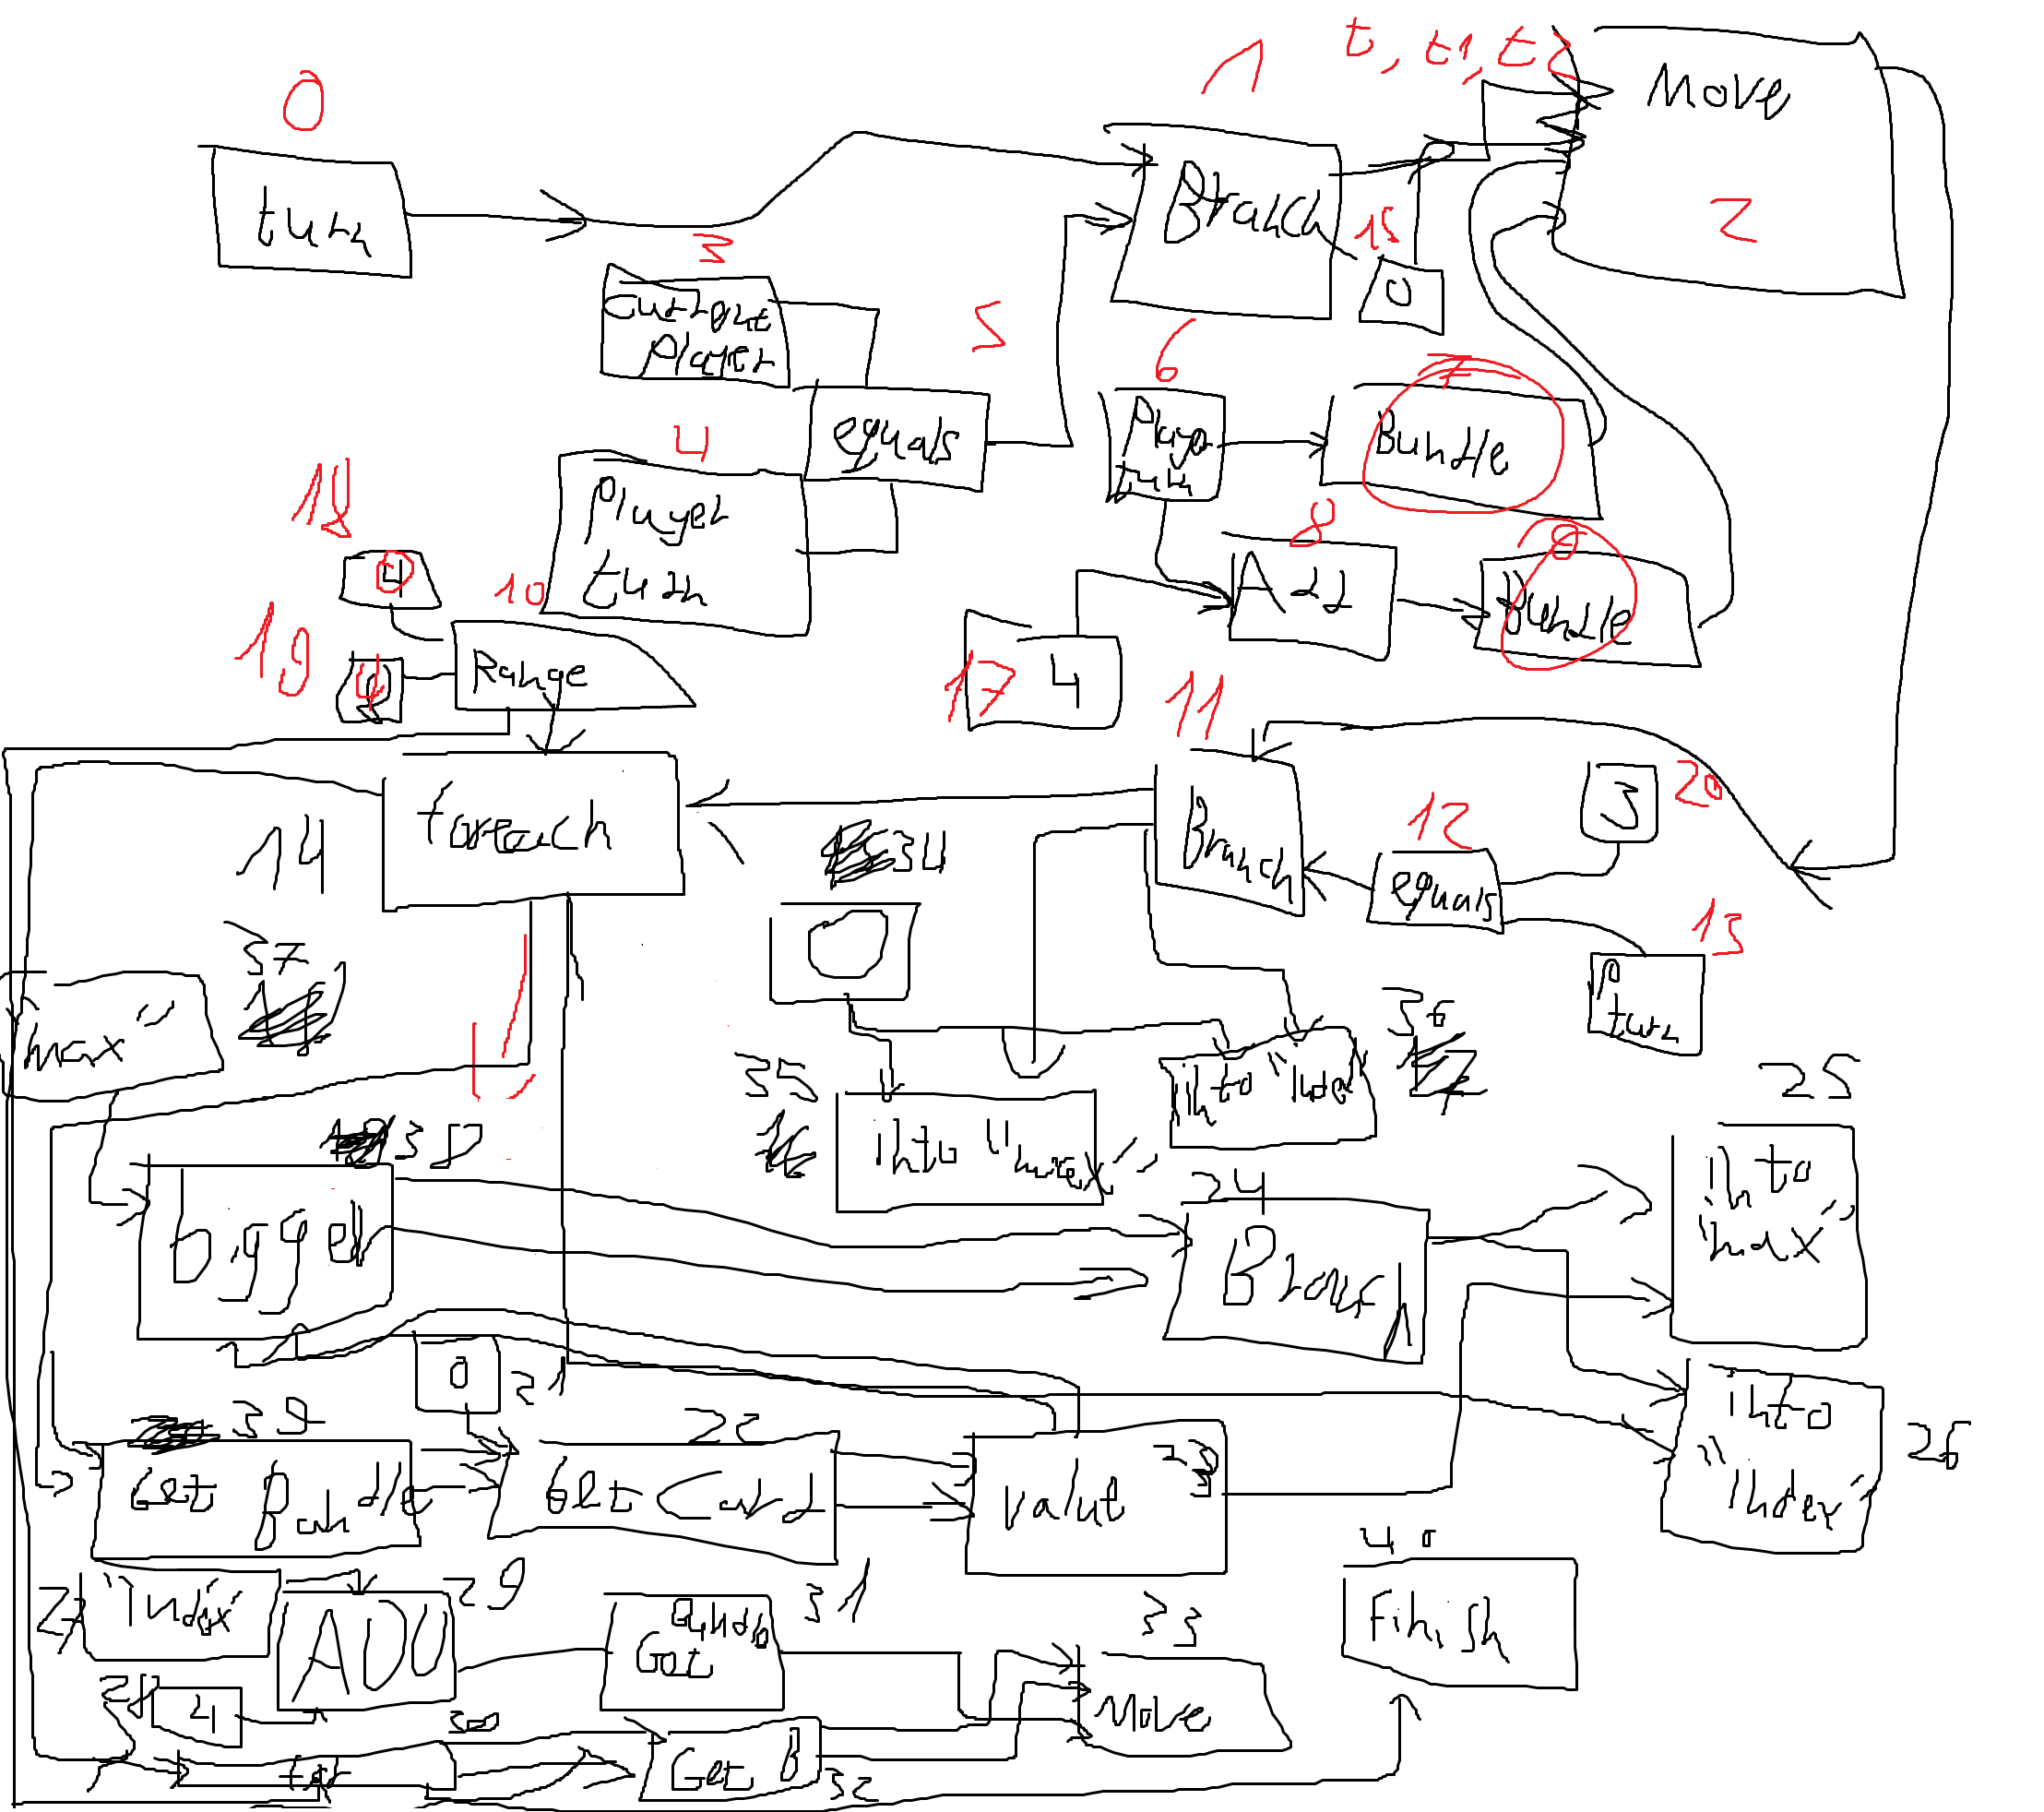 0
turn
1
Branch
t, t1, t2
Move
2
3
Current
Player
equals
5
4
Player
turn
15
0
6
Player
turn
7
Bundle
8
Add
9
Bundle
17
4
18
0
19
4
10
Range
14
foreach
11
Branch
12
equals
3
20
13
P
turn
34
0
35
into "max"
36
into "Index"
37
"max"
38
bigger
24
Branch
25
into
"max"
26
into
"Index"
0
21
39
Get
Bundle
22
Get Card
23
value
27
"Index"
ADD
29
28
4
30
for
31
Get
Bundle
Get B
32
33
Move
40
Finish